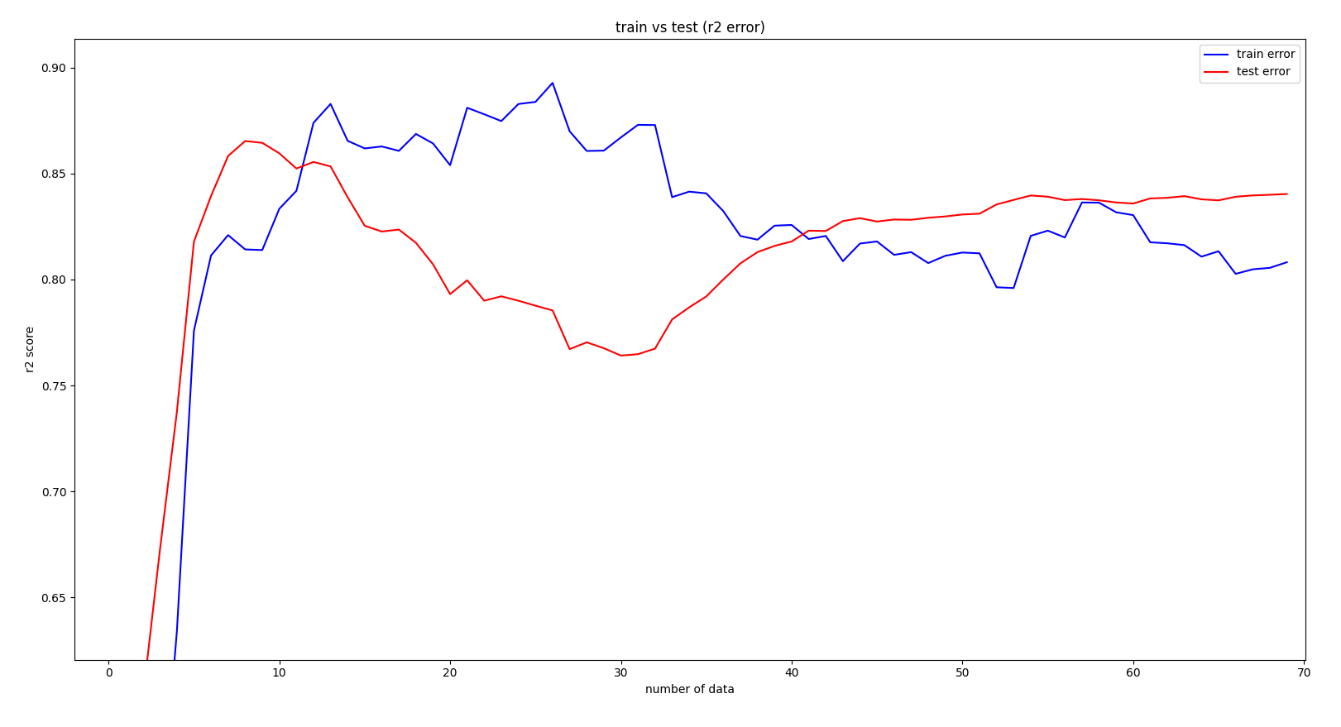 train vs test (r2 error)
train error
test error
r2 score
0.90
0.85
0.80
0.75
0.70
0.65
0 10 20 30 40 50 60 70
number of data